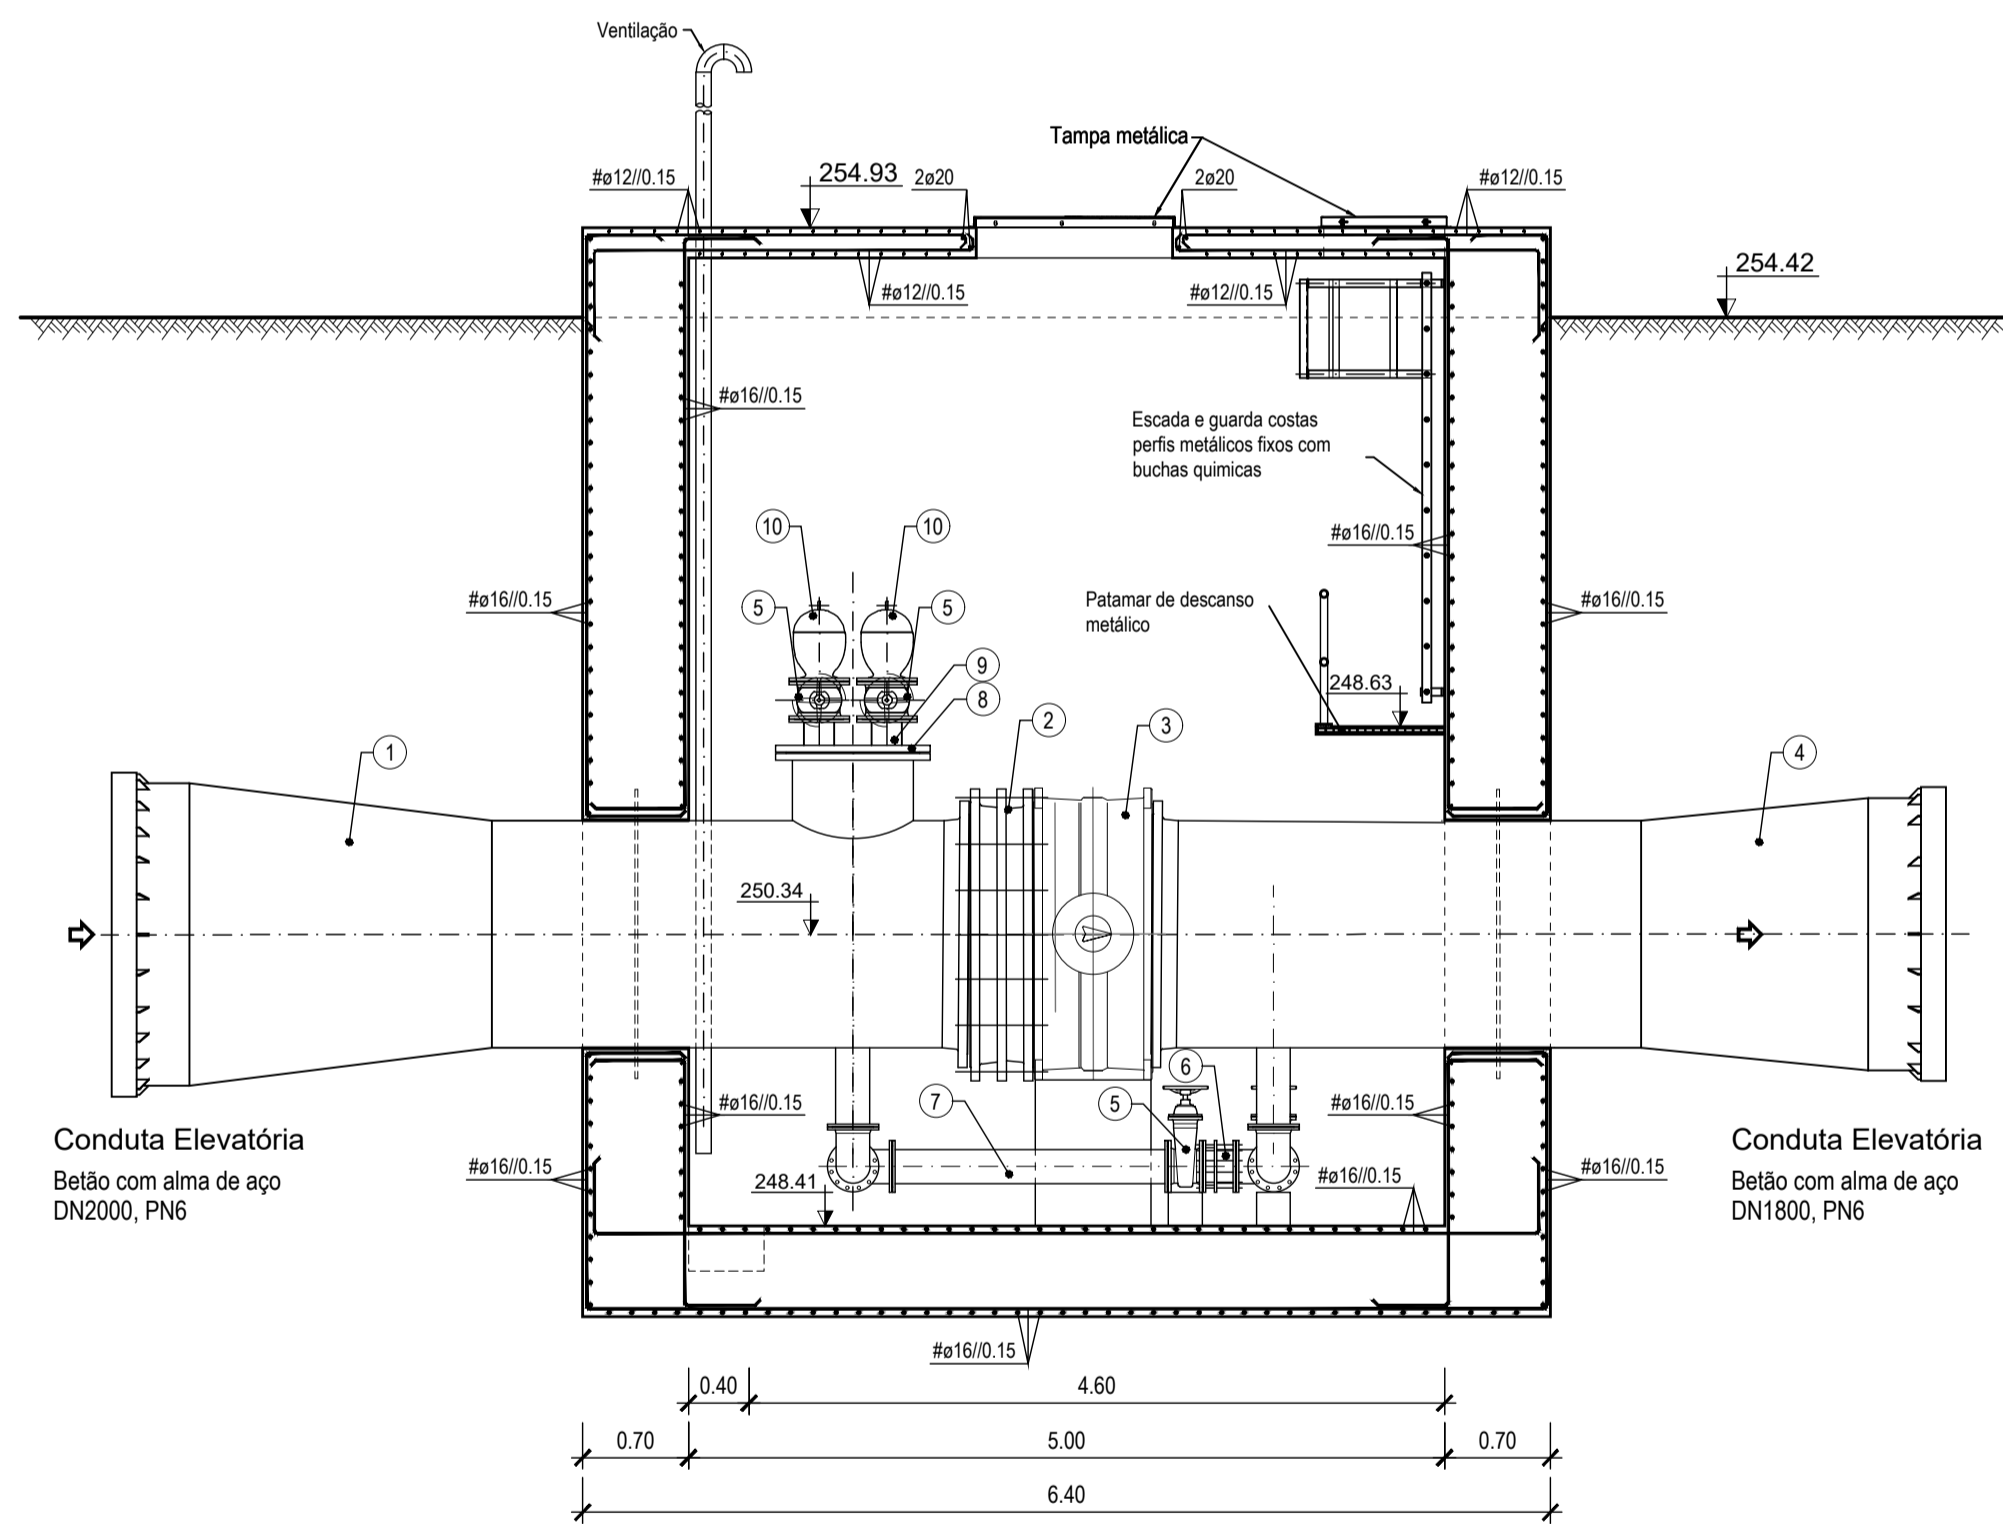 Ventilação
Tampa metálica
#ø12//0.15
254.93
2ø20
2ø20
#ø12//0.15
254.42
#ø12//0.15
#ø12//0.15
#ø16//0.15
Escada e guarda costas
perfis metálicos fixos com
buchas quimicas
10
10
#ø16//0.15
#ø16//0.15
5
5
Patamar de descanso
metálico
#ø16//0.15
9
8
248.63
2
3
1
4
250.34
6
7
5
#ø16//0.15
#ø16//0.15
Conduta Elevatória
Betão com alma de aço
DN2000, PN6
#ø16//0.15
248.41
#ø16//0.15
#ø16//0.15
Conduta Elevatória
Betão com alma de aço
DN1800, PN6
#ø16//0.15
0.40
4.60
0.70
5.00
0.70
6.40